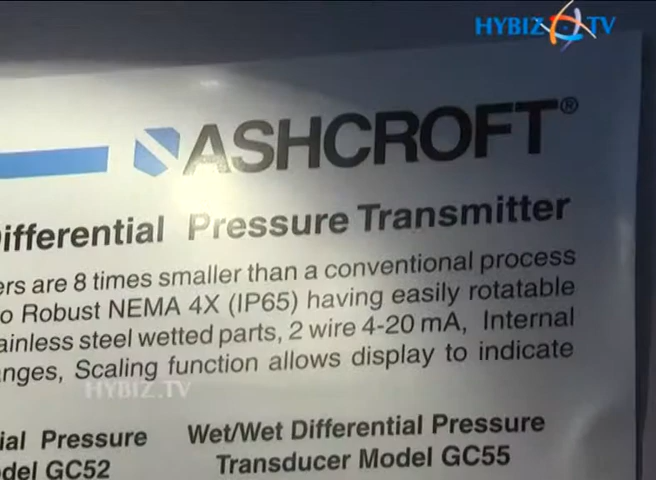 HYBIZ TV
ASHCROFT®
Differential Pressure Transmitter
ers are 8 times smaller than a conventional process
o Robust NEMA 4X (IP65) having easily rotatable
ainless steel wetted parts, 2 wire 4-20 mA, Internal
nges, Scaling function allows display to indicate
HYBIZ.TV
ial Pressure
Wet/Wet Differential Pressure
del GC52
Transducer Model GC55